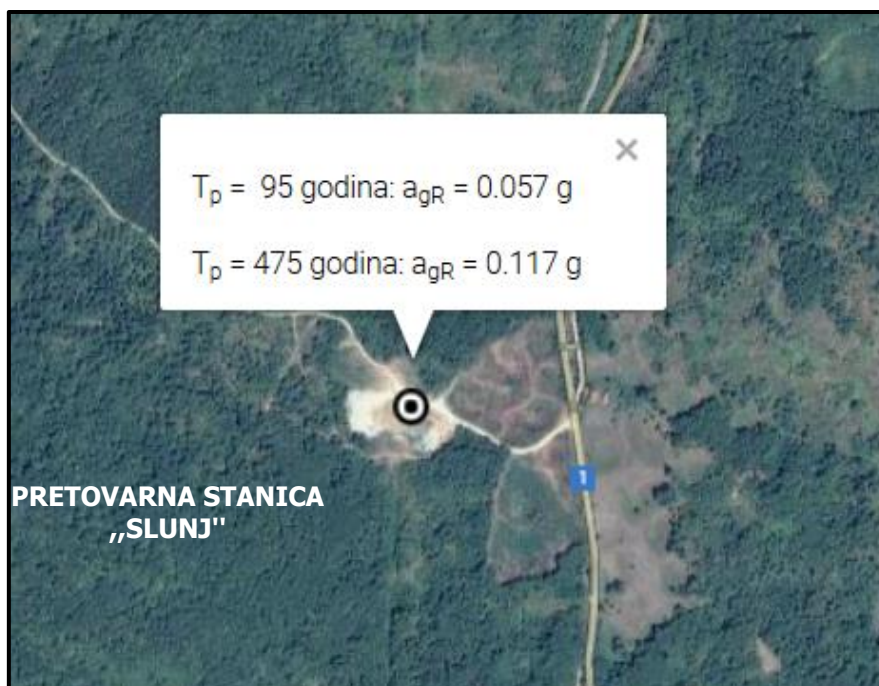 ×
Tp = 95 godina: agR = 0.057 g
Tp = 475 godina: agR = 0.117 g
PRETOVARNA STANICA
,,SLUNJ"
1